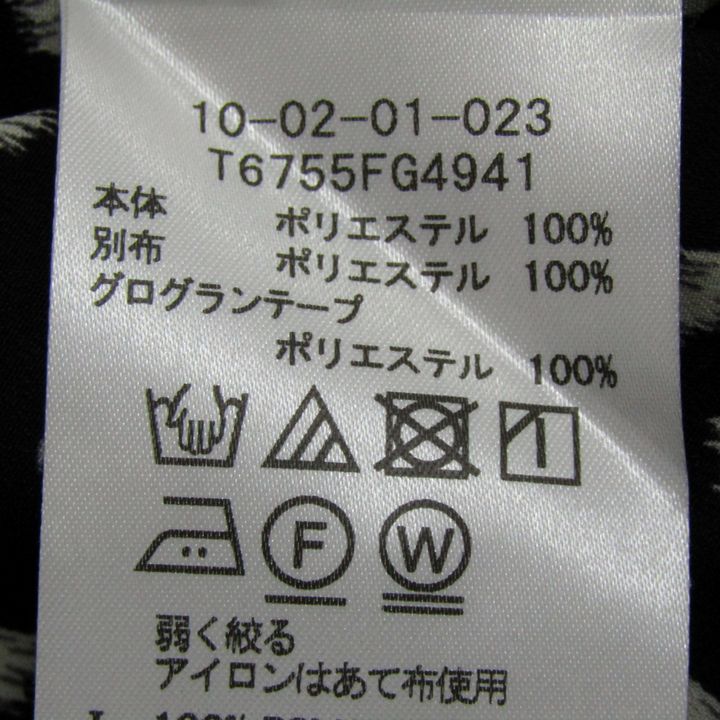 10-02-01-023
T6755FG4941
本体 ポリエステル 100%
別布 ポリエステル 100%
グログランテープ
ポリエステル 100%
F W
弱く絞る
アイロンはあて布使用
100%